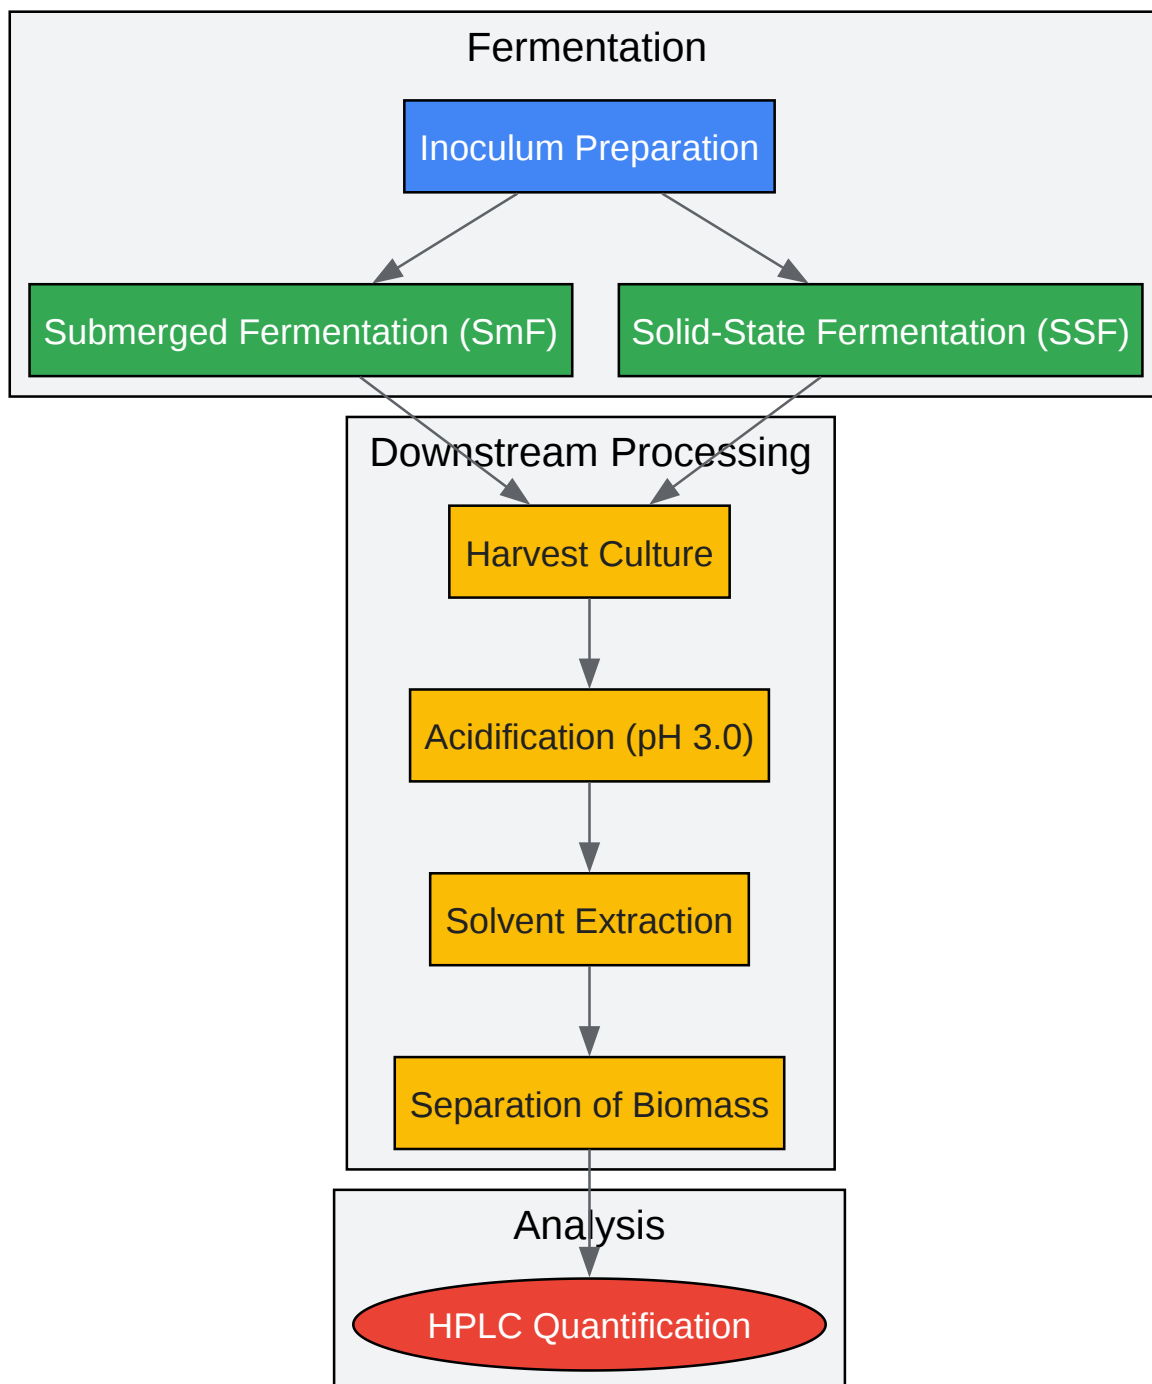 Fermentation
Inoculum Preparation
Submerged Fermentation (SmF)
Solid-State Fermentation (SSF)
Downstream Processing
Harvest Culture
Acidification (pH 3.0)
Solvent Extraction
Separation of Biomass
Analysis
HPLC Quantification